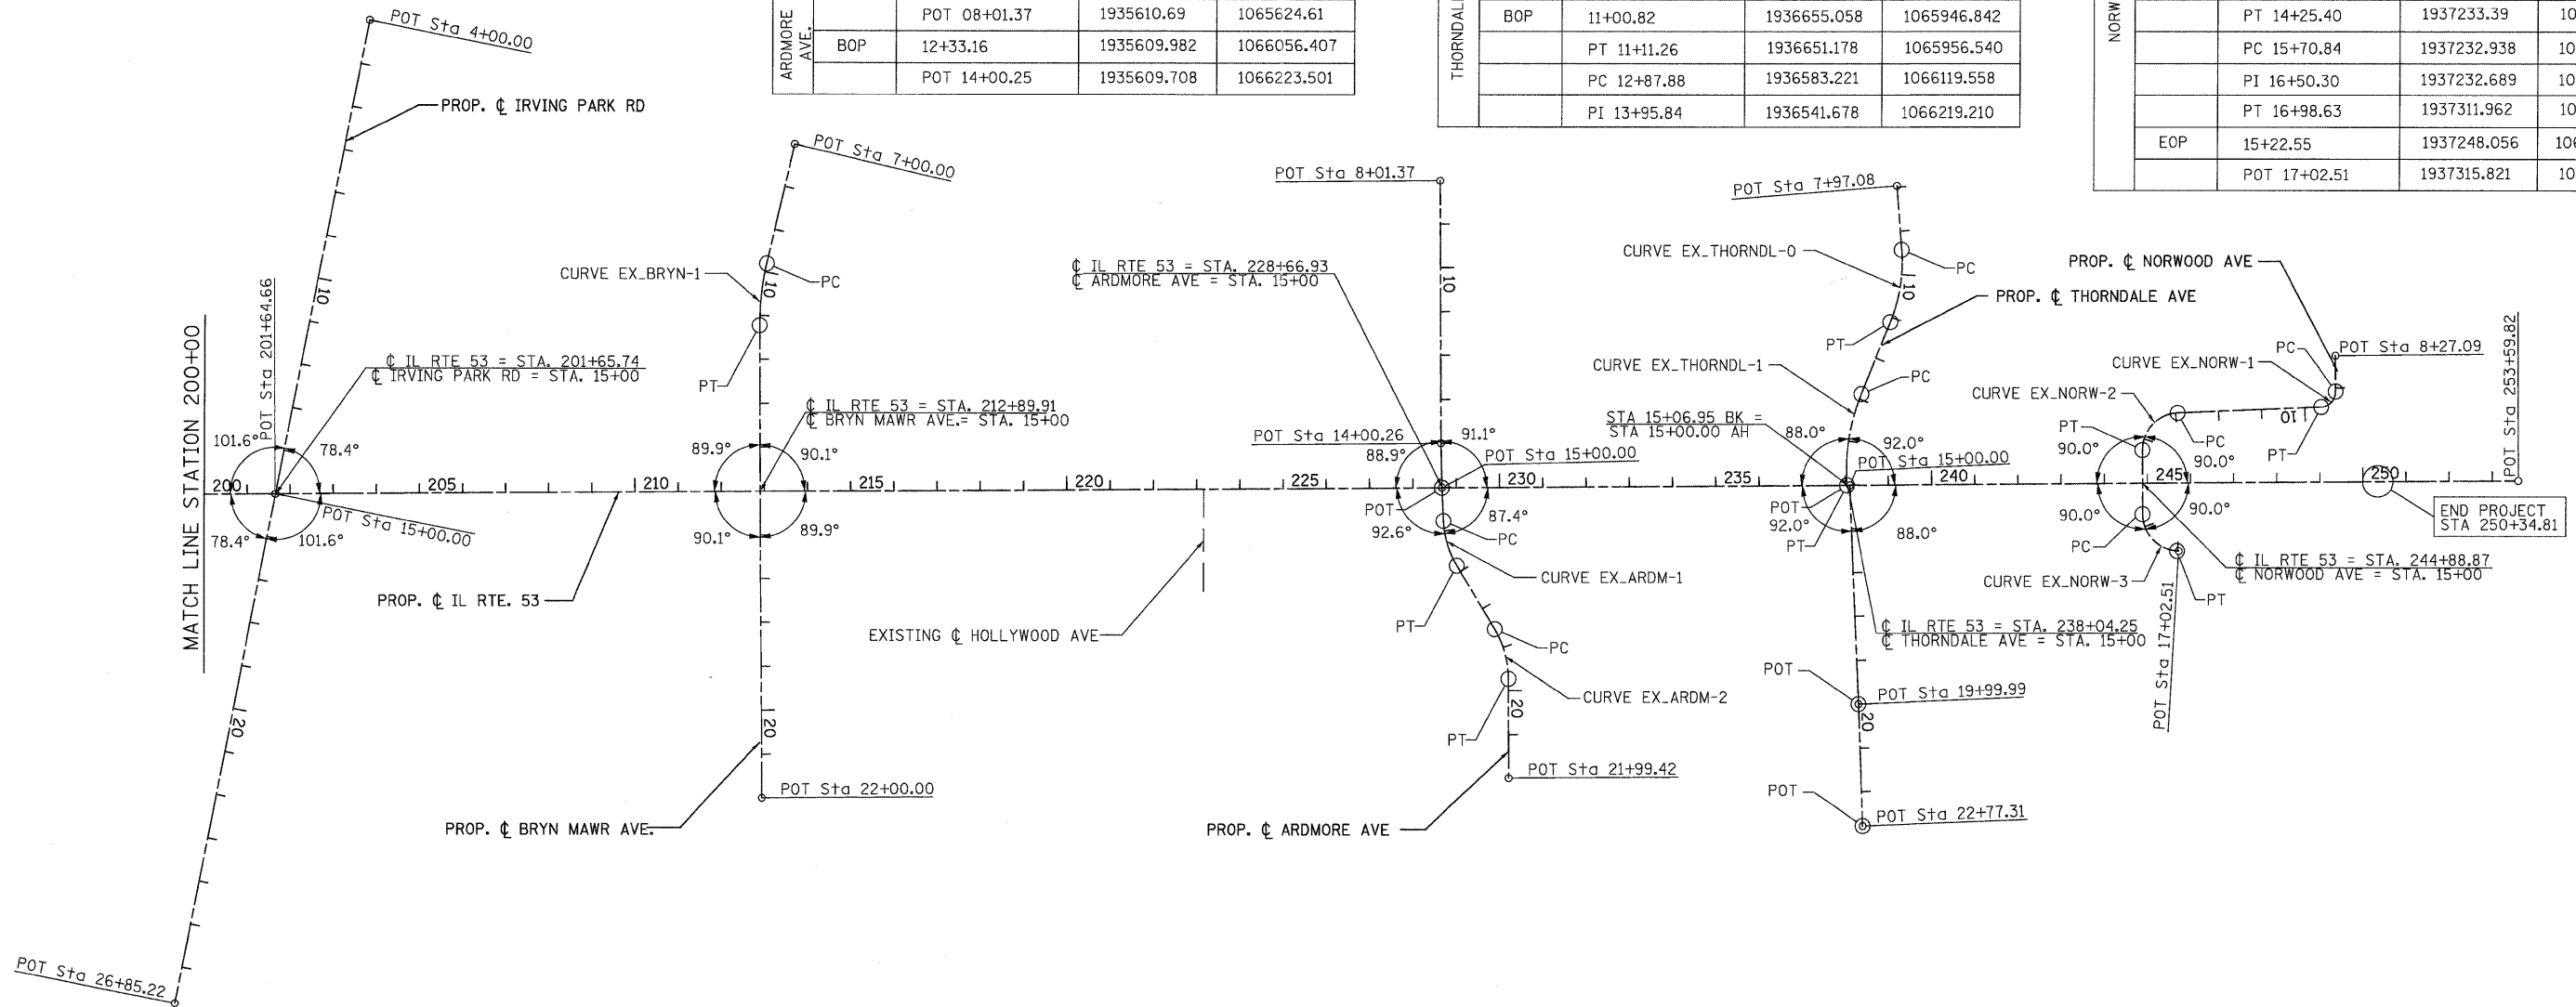 ARDMORE AVE.
POT 08+01.37 1935610.69 1065624.61
BOP 12+33.16 1935609.982 1066056.407
POT 14+00.25 1935609.708 1066223.501
THORNDALE
BOP 11+00.82 1936655.058 1065946.842
PT 11+11.26 1936651.178 1065956.540
PC 12+87.88 1936583.221 1066119.558
PI 13+95.84 1936541.678 1066219.210
NORW
PT 14+25.40 1937233.39 10
PC 15+70.84 1937232.938 10
PI 16+50.30 1937232.689 10
PT 16+98.63 1937311.962 10
EOP 15+22.55 1937248.056 106
POT 17+02.51 1937315.821 10
POT Sta 4+00.00
PROP. ℄ IRVING PARK RD
10
POT Sta 201+64.66
MATCH LINE STATION 200+00
℄ IL RTE 53 = STA. 201+65.74
℄ IRVING PARK RD = STA. 15+00
101.6°
78.4°
78.4°
101.6°
POT Sta 15+00.00
20
POT Sta 26+85.22
POT Sta 7+00.00
CURVE EX_BRYN-1
PC
10
PT
℄ IL RTE 53 = STA. 212+89.91
℄ BRYN MAWR AVE.= STA. 15+00
89.9°
90.1°
90.1°
89.9°
200
205
210
215
220
225
230
235
240
245
250
PROP. ℄ IL RTE. 53
20
POT Sta 22+00.00
PROP. ℄ BRYN MAWR AVE.
EXISTING ℄ HOLLYWOOD AVE
POT Sta 8+01.37
℄ IL RTE 53 = STA. 228+66.93
℄ ARDMORE AVE = STA. 15+00
10
POT Sta 14+00.26
91.1°
88.9°
POT Sta 15+00.00
POT
92.6°
87.4°
PC
CURVE EX_ARDM-1
PT
PC
CURVE EX_ARDM-2
PT
20
POT Sta 21+99.42
PROP. ℄ ARDMORE AVE
POT Sta 7+97.08
CURVE EX_THORNDL-0
PC
10
PROP. ℄ THORNDALE AVE
PT
CURVE EX_THORNDL-1
PC
STA 15+06.95 BK =
STA 15+00.00 AH
88.0°
92.0°
POT Sta 15+00.00
POT
92.0°
PT
88.0°
℄ IL RTE 53 = STA. 238+04.25
℄ THORNDALE AVE = STA. 15+00
POT
POT Sta 19+99.99
20
POT
POT Sta 22+77.31
PROP. ℄ NORWOOD AVE
PC
POT Sta 8+27.09
CURVE EX_NORW-1
CURVE EX_NORW-2
10
PT
PC
PT
90.0°
90.0°
90.0°
90.0°
PC
CURVE EX_NORW-3
PT
POT Sta 17+02.51
℄ IL RTE 53 = STA. 244+88.87
℄ NORWOOD AVE = STA. 15+00
POT Sta 253+59.82
END PROJECT
STA 250+34.81